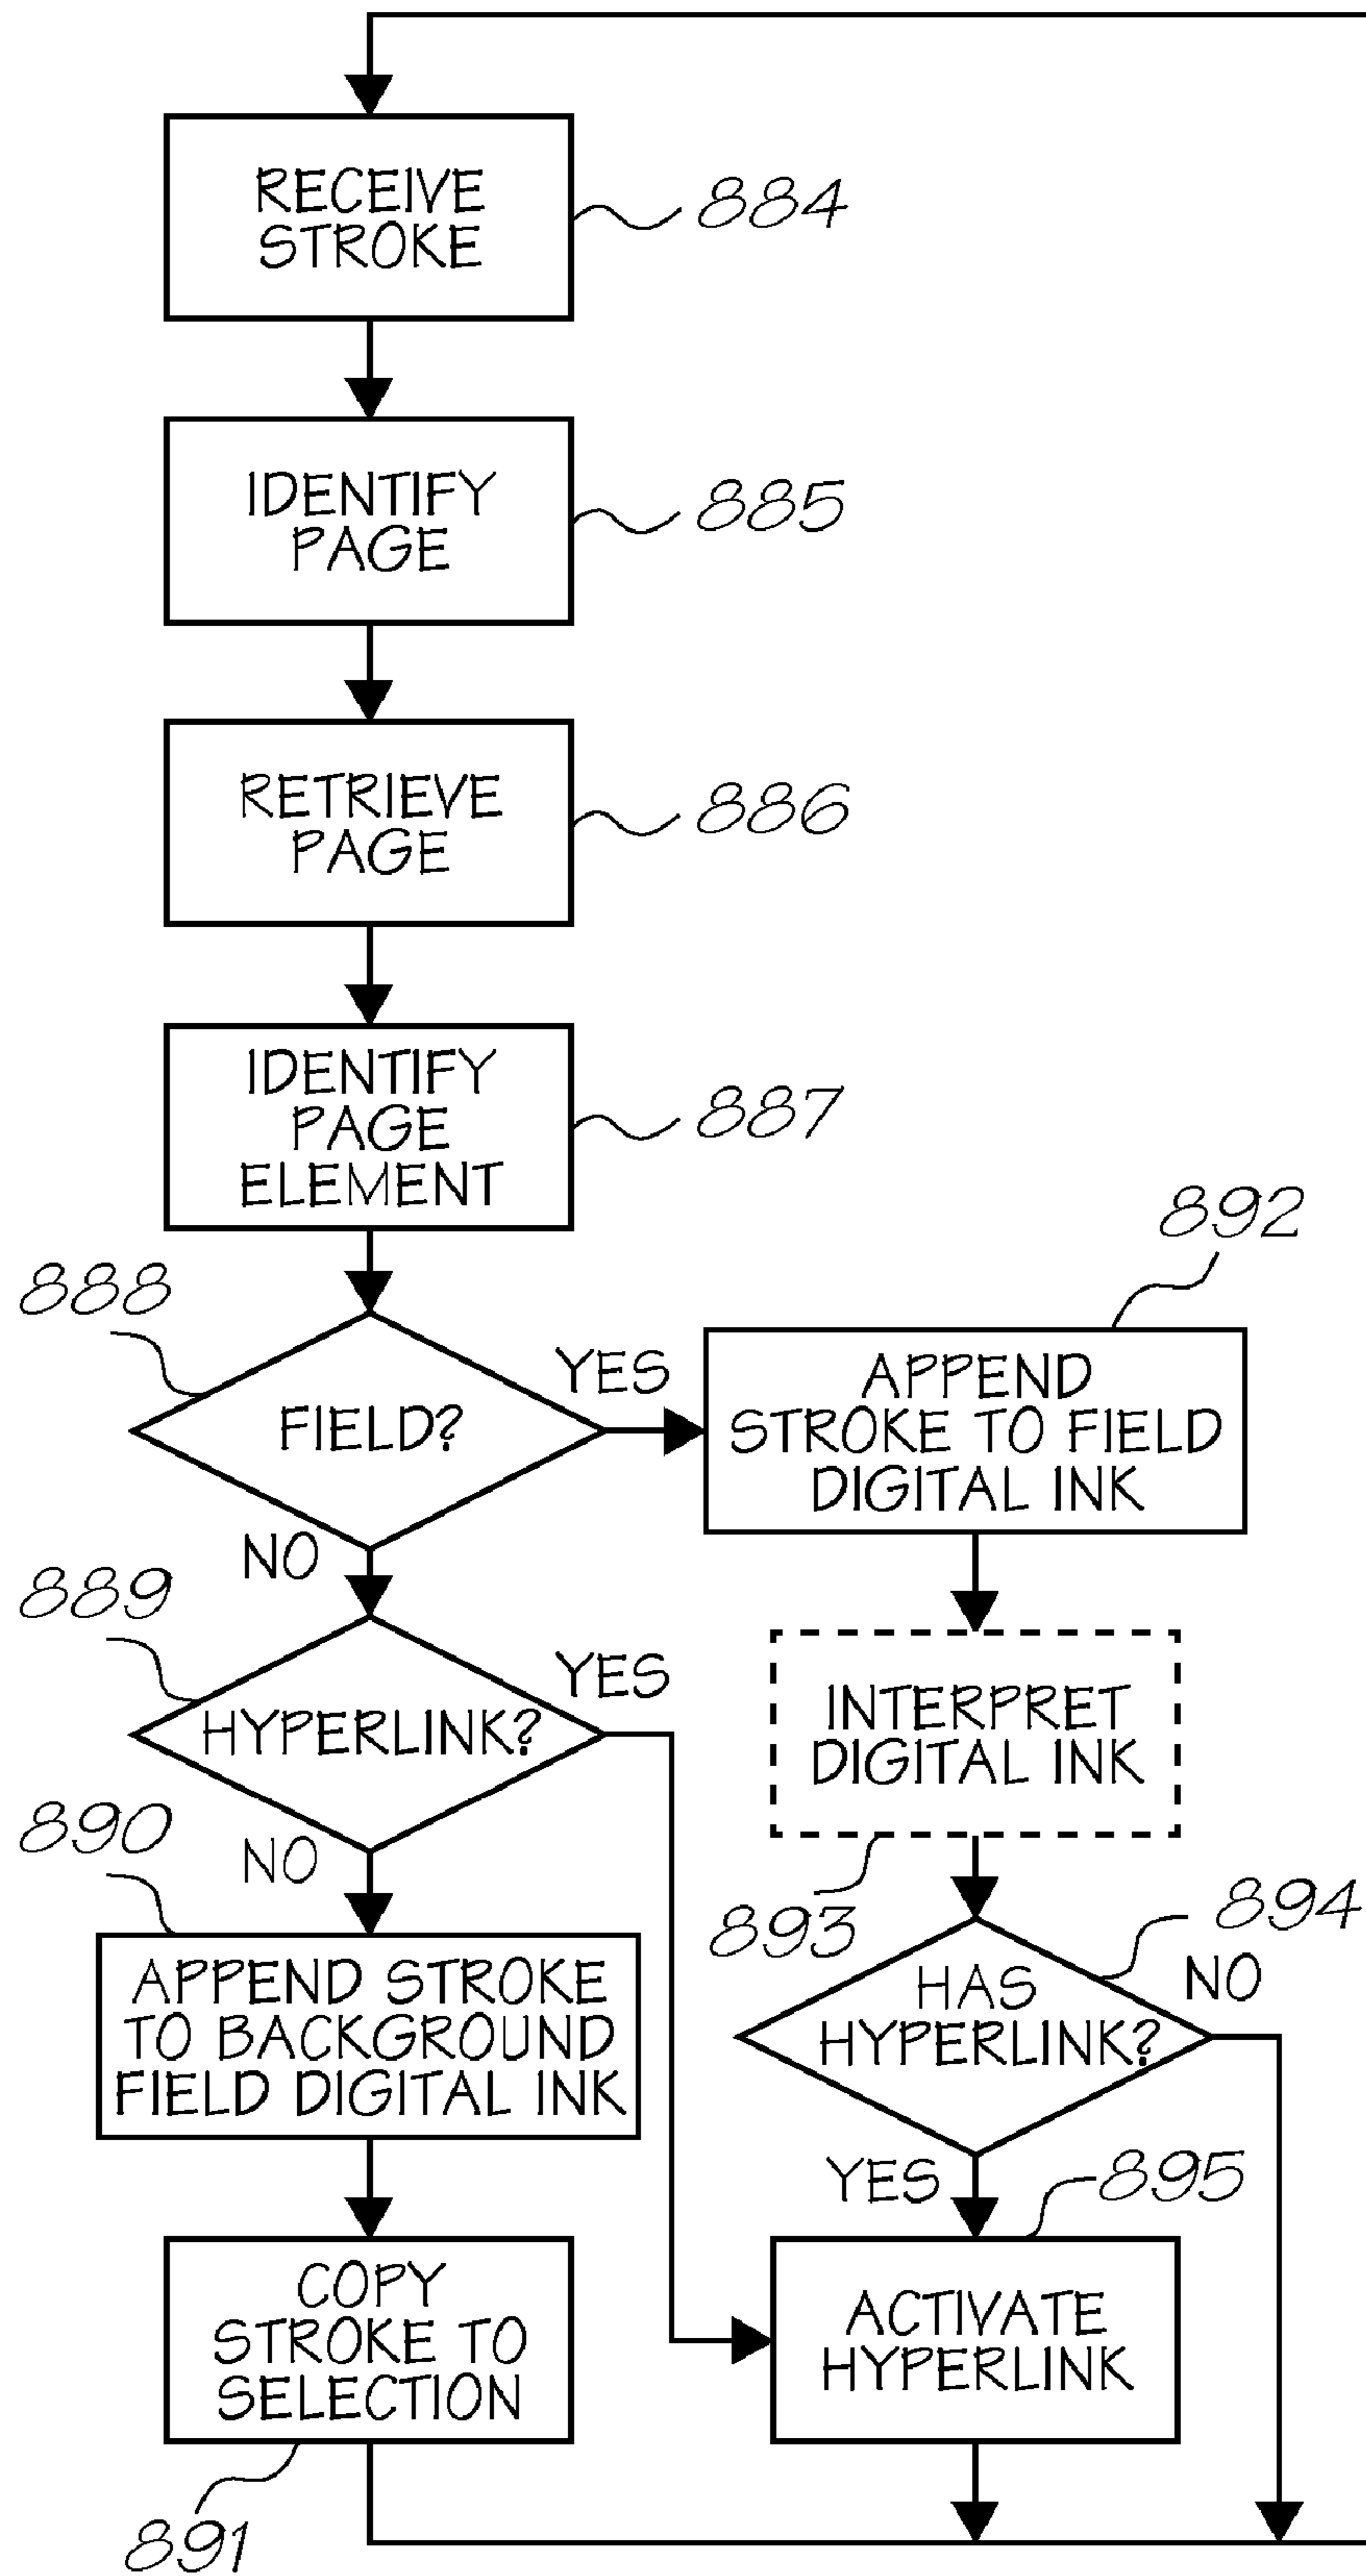 RECEIVE
STROKE
884
IDENTIFY
PAGE
885
RETRIEVE
PAGE
886
IDENTIFY
PAGE
ELEMENT
887
888
FIELD?
YES
NO
892
APPEND
STROKE TO FIELD
DIGITAL INK
889
HYPERLINK?
YES
NO
INTERPRET
DIGITAL INK
893
890
APPEND STROKE
TO BACKGROUND
FIELD DIGITAL INK
894
HAS
HYPERLINK?
NO
YES
895
COPY
STROKE TO
SELECTION
891
ACTIVATE
HYPERLINK